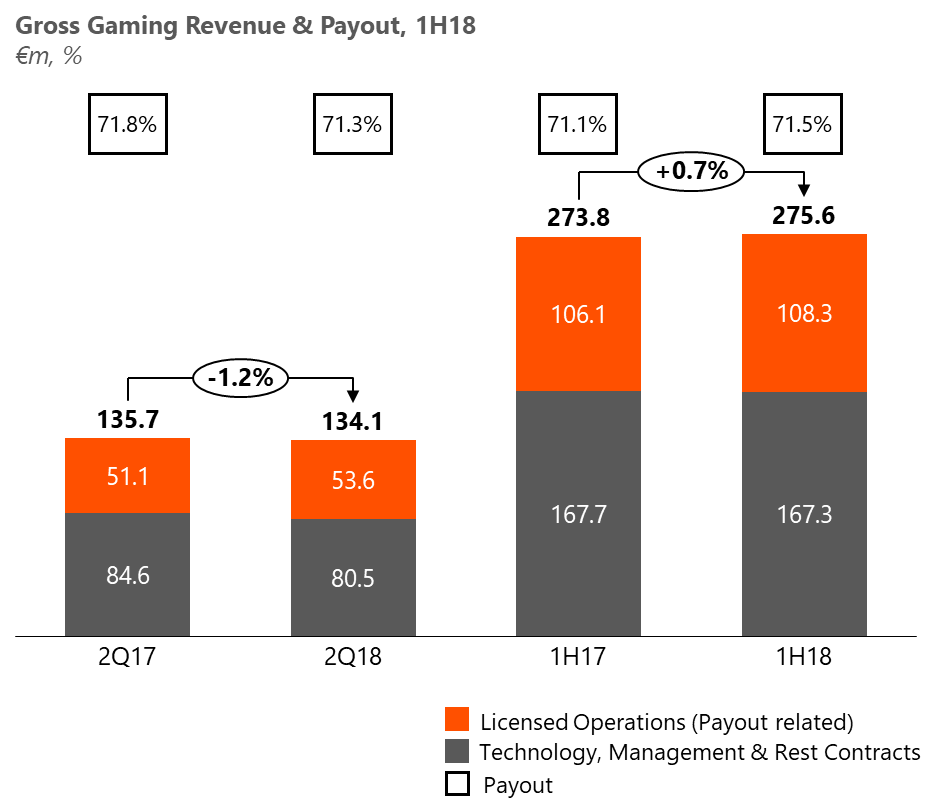 Gross Gaming Revenue & Payout, 1H18
€m, %
71.8% 71.3% 71.1% 71.5%
+0.7%
273.8 275.6
106.1 108.3
-1.2%
135.7 134.1
51.1 53.6
167.7 167.3
84.6 80.5
2Q17 2Q18 1H17 1H18
Licensed Operations (Payout related)
Technology, Management & Rest Contracts
Payout